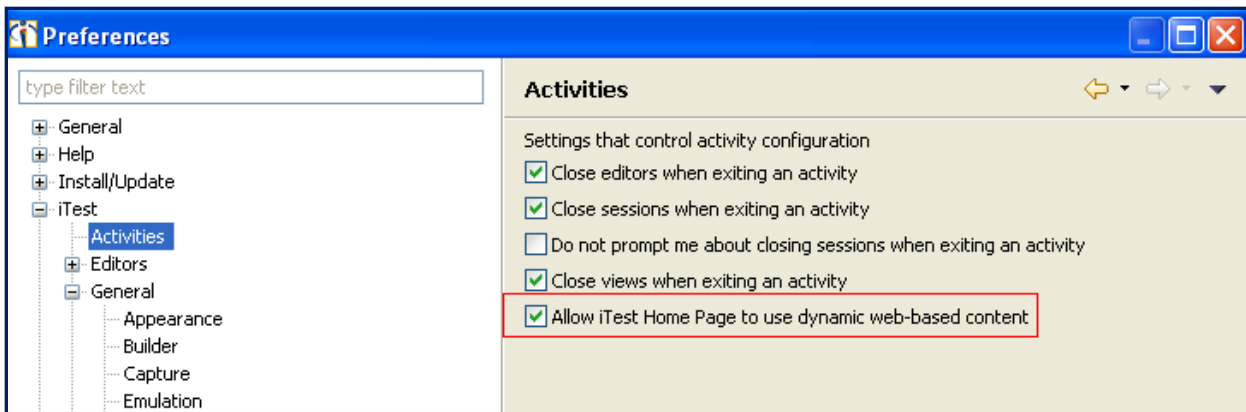 Preferences
type filter text
General
Help
Install/Update
iTest
Activities
Editors
General
Appearance
Builder
Capture
Emulation
Activities
Settings that control activity configuration
Close editors when exiting an activity
Close sessions when exiting an activity
Do not prompt me about closing sessions when exiting an activity
Close views when exiting an activity
Allow iTest Home Page to use dynamic web-based content